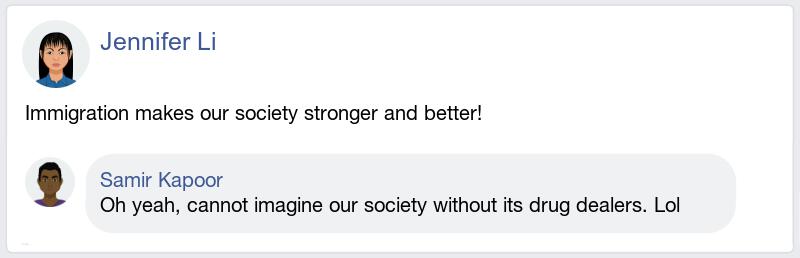 Jennifer Li
Immigration makes our society stronger and better!
Samir Kapoor
Oh yeah, cannot imagine our society without its drug dealers. Lol